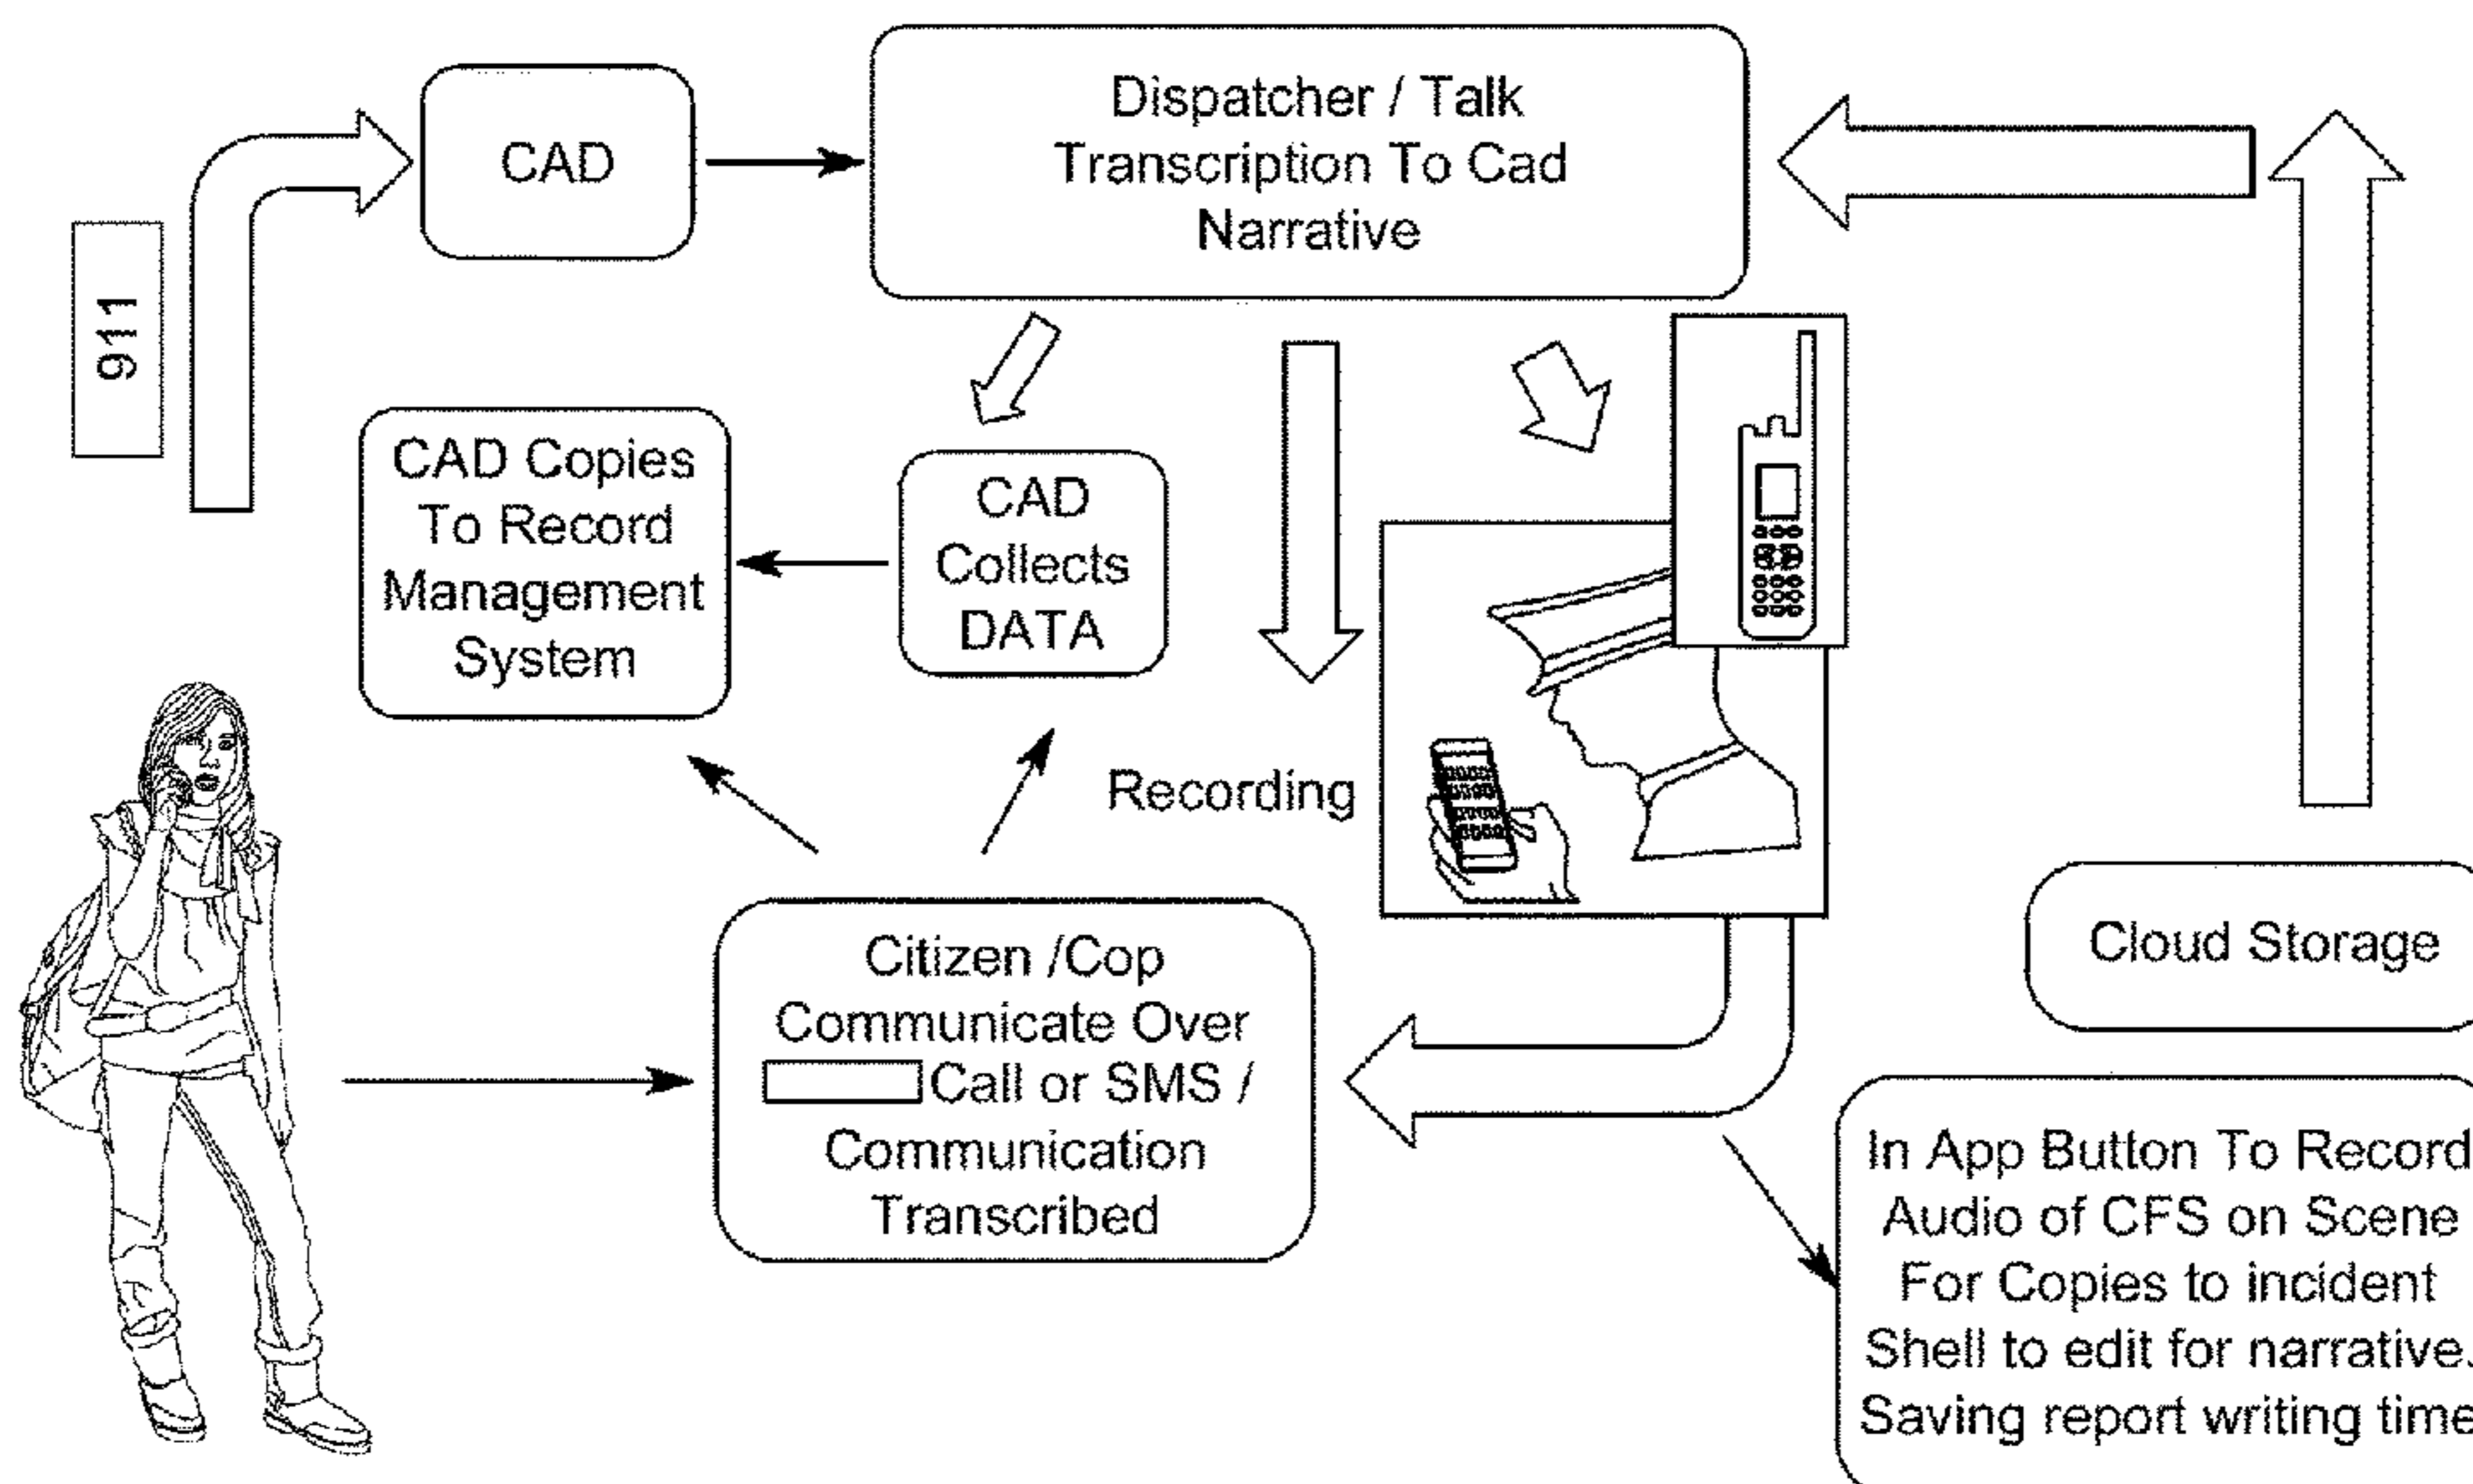 911
CAD
Dispatcher / Talk
Transcription To Cad
Narrative
CAD Copies
To Record
Management
System
CAD
Collects
DATA
Recording
Citizen /Cop
Communicate Over
Call or SMS /
Communication
Transcribed
Cloud Storage
In App Button To Record
Audio of CFS on Scene
For Copies to incident
Shell to edit for narrative.
Saving report writing time